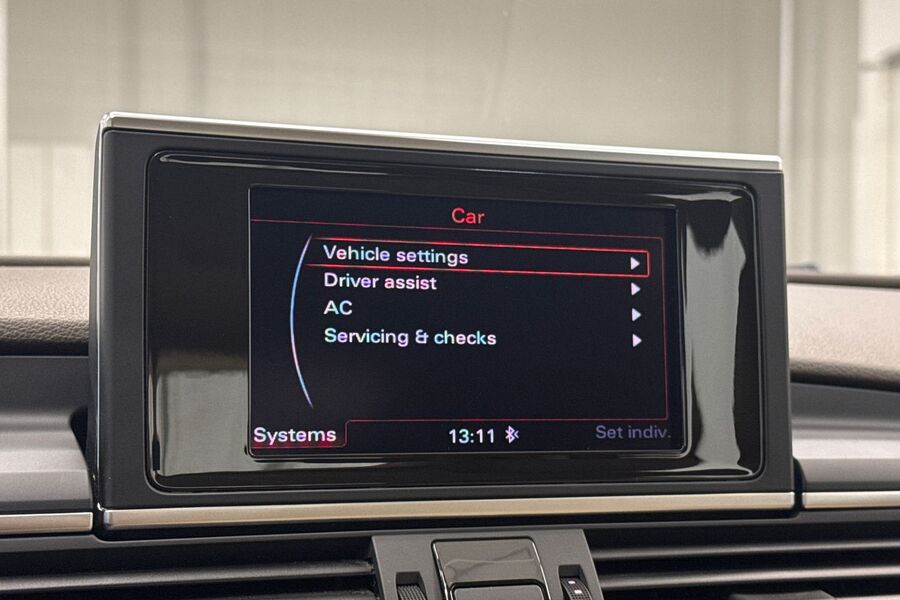 Car
Vehicle settings
Driver assist
AC
Servicing & checks
Systems 13:11 Set indiv.